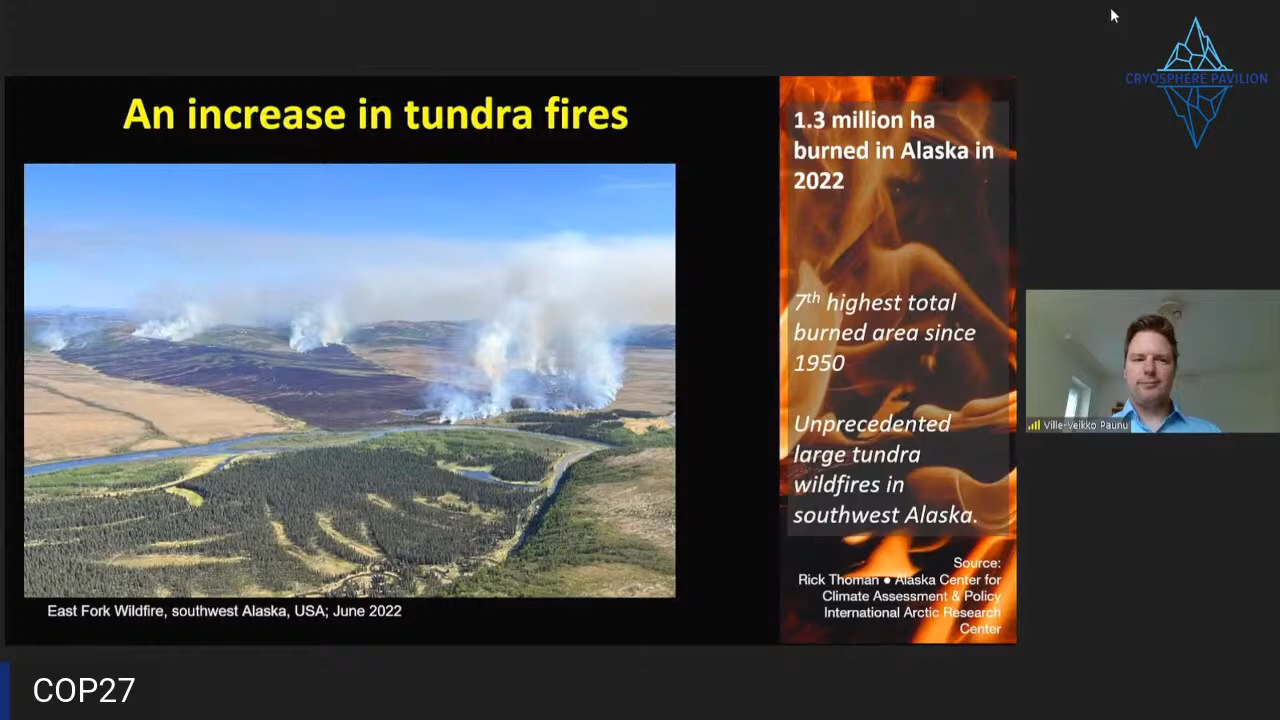 CRYOSPHERE PAVILION
An increase in tundra fires
1.3 million ha
burned in Alaska in
2022
7th highest total
burned area since
1950
Unprecedented
large tundra
wildfires in
southwest Alaska.
Source:
Rick Thoman ● Alaska Center for
Climate Assessment & Policy
International Arctic Research
Center
East Fork Wildfire, southwest Alaska, USA; June 2022
Ville-Veikko Paunu
COP27